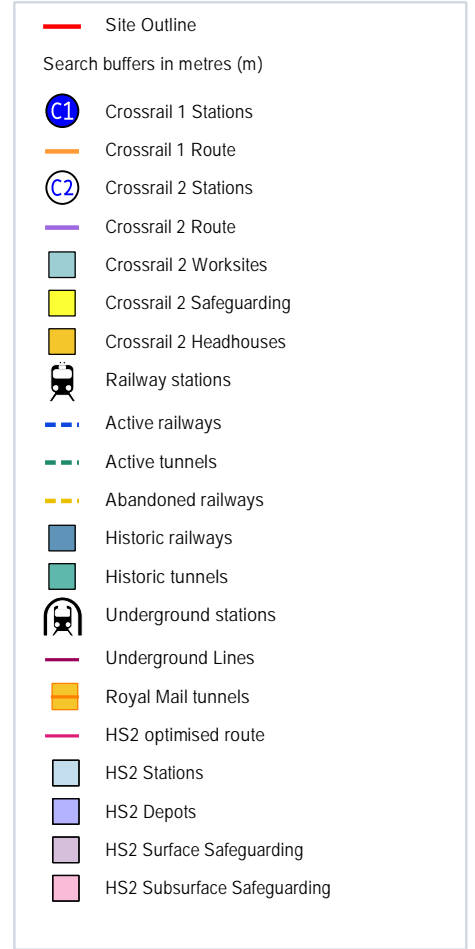 Site Outline
Search buffers in metres (m)
C1 Crossrail 1 Stations
Crossrail 1 Route
C2 Crossrail 2 Stations
Crossrail 2 Route
Crossrail 2 Worksites
Crossrail 2 Safeguarding
Crossrail 2 Headhouses
Railway stations
Active railways
Active tunnels
Abandoned railways
Historic railways
Historic tunnels
Underground stations
Underground Lines
Royal Mail tunnels
HS2 optimised route
HS2 Stations
HS2 Depots
HS2 Surface Safeguarding
HS2 Subsurface Safeguarding